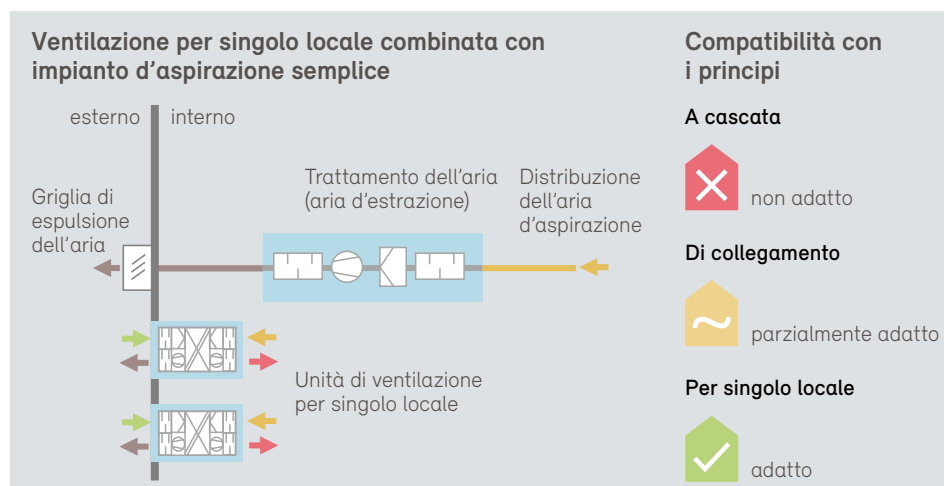 Ventilazione per singolo locale combinata con
impianto d'aspirazione semplice
esterno
interno
Griglia di
espulsione
dell'aria
Trattamento dell'aria
(aria d'estrazione)
Distribuzione
dell'aria
d'aspirazione
Unità di ventilazione
per singolo locale
Compatibilità con
i principi
A cascata
non adatto
Di collegamento
parzialmente adatto
Per singolo locale
adatto